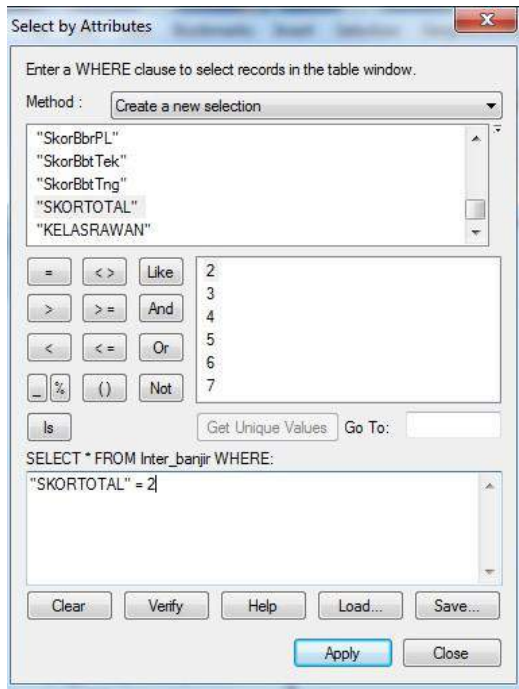 Select by Attributes
x
Enter a WHERE clause to select records in the table window.
Method : Create a new selection
"SkorBbrPL"
"SkorBbtTek"
"SkorBbtTng"
"SKORTOTAL"
"KELASRAWAN"
= < > Like
> > = And
< < = Or
_ % ( ) Not
Is
2
3
4
5
6
7
Get Unique Values Go To:
SELECT * FROM Inter_banjir WHERE:
"SKORTOTAL" = 2
Clear Verify Help Load... Save...
Apply Close